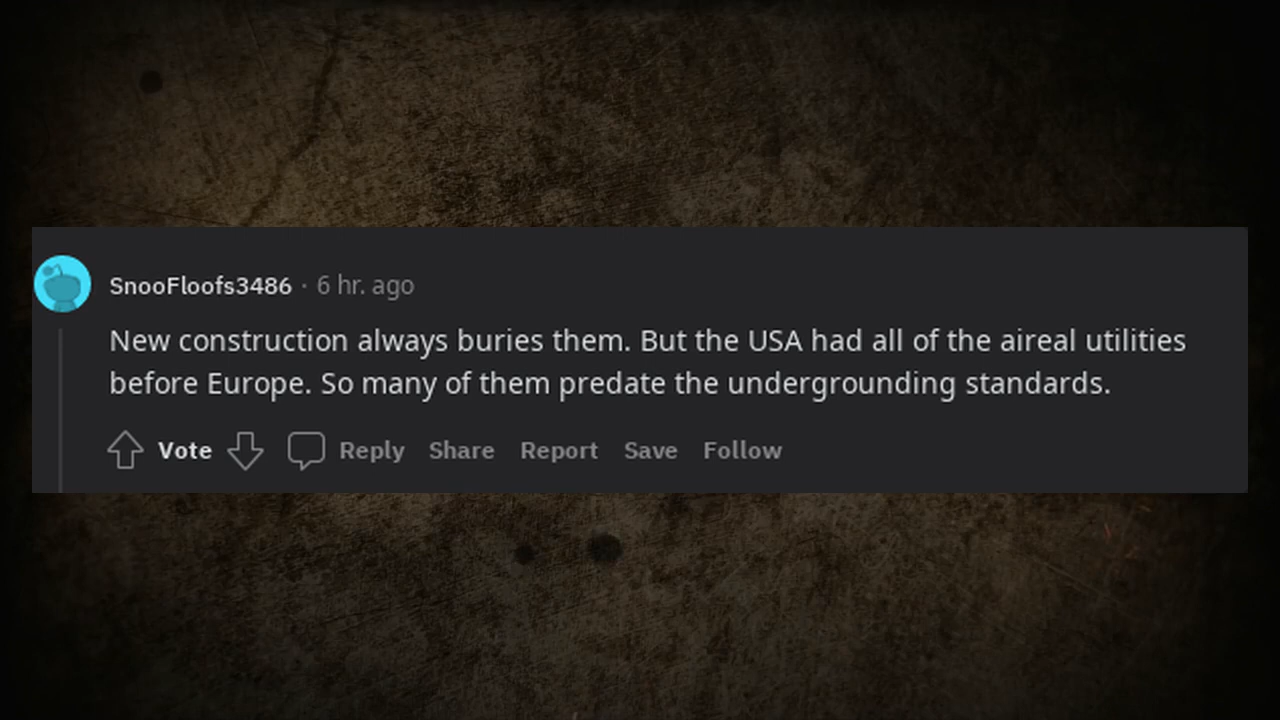 SnooFloofs3486 · 6 hr. ago
New construction always buries them. But the USA had all of the aireal utilities
before Europe. So many of them predate the undergrounding standards.
Vote Reply Share Report Save Follow